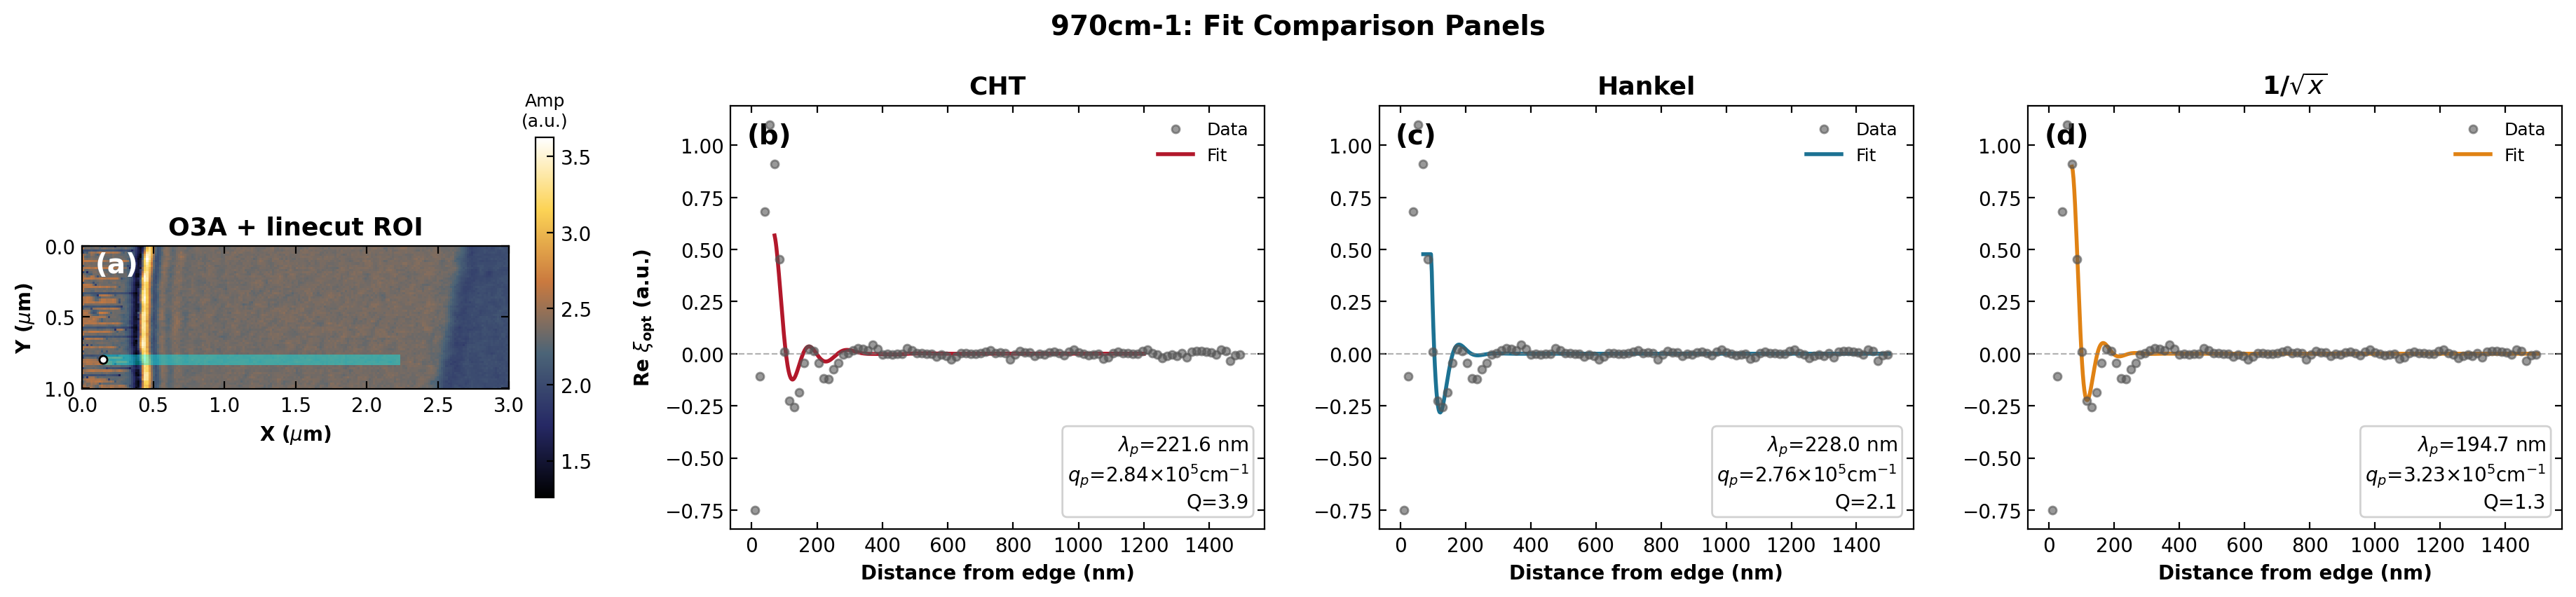 970cm-1: Fit Comparison Panels
O3A + linecut ROI
(a)
Amp
(a.u.)
3.5
3.0
2.5
2.0
1.5
0.0
0.5
1.0
Y (μm)
0.0 0.5 1.0 1.5 2.0 2.5 3.0
X (μm)
CHT
(b)
Data
Fit
1.00
0.75
0.50
0.25
0.00
−0.25
−0.50
−0.75
Re ξopt (a.u.)
λp=221.6 nm
qp=2.84×10⁵cm⁻¹
Q=3.9
0 200 400 600 800 1000 1200 1400
Distance from edge (nm)
Hankel
(c)
Data
Fit
1.00
0.75
0.50
0.25
0.00
−0.25
−0.50
−0.75
λp=228.0 nm
qp=2.76×10⁵cm⁻¹
Q=2.1
0 200 400 600 800 1000 1200 1400
Distance from edge (nm)
1/√x
(d)
Data
Fit
1.00
0.75
0.50
0.25
0.00
−0.25
−0.50
−0.75
λp=194.7 nm
qp=3.23×10⁵cm⁻¹
Q=1.3
0 200 400 600 800 1000 1200 1400
Distance from edge (nm)